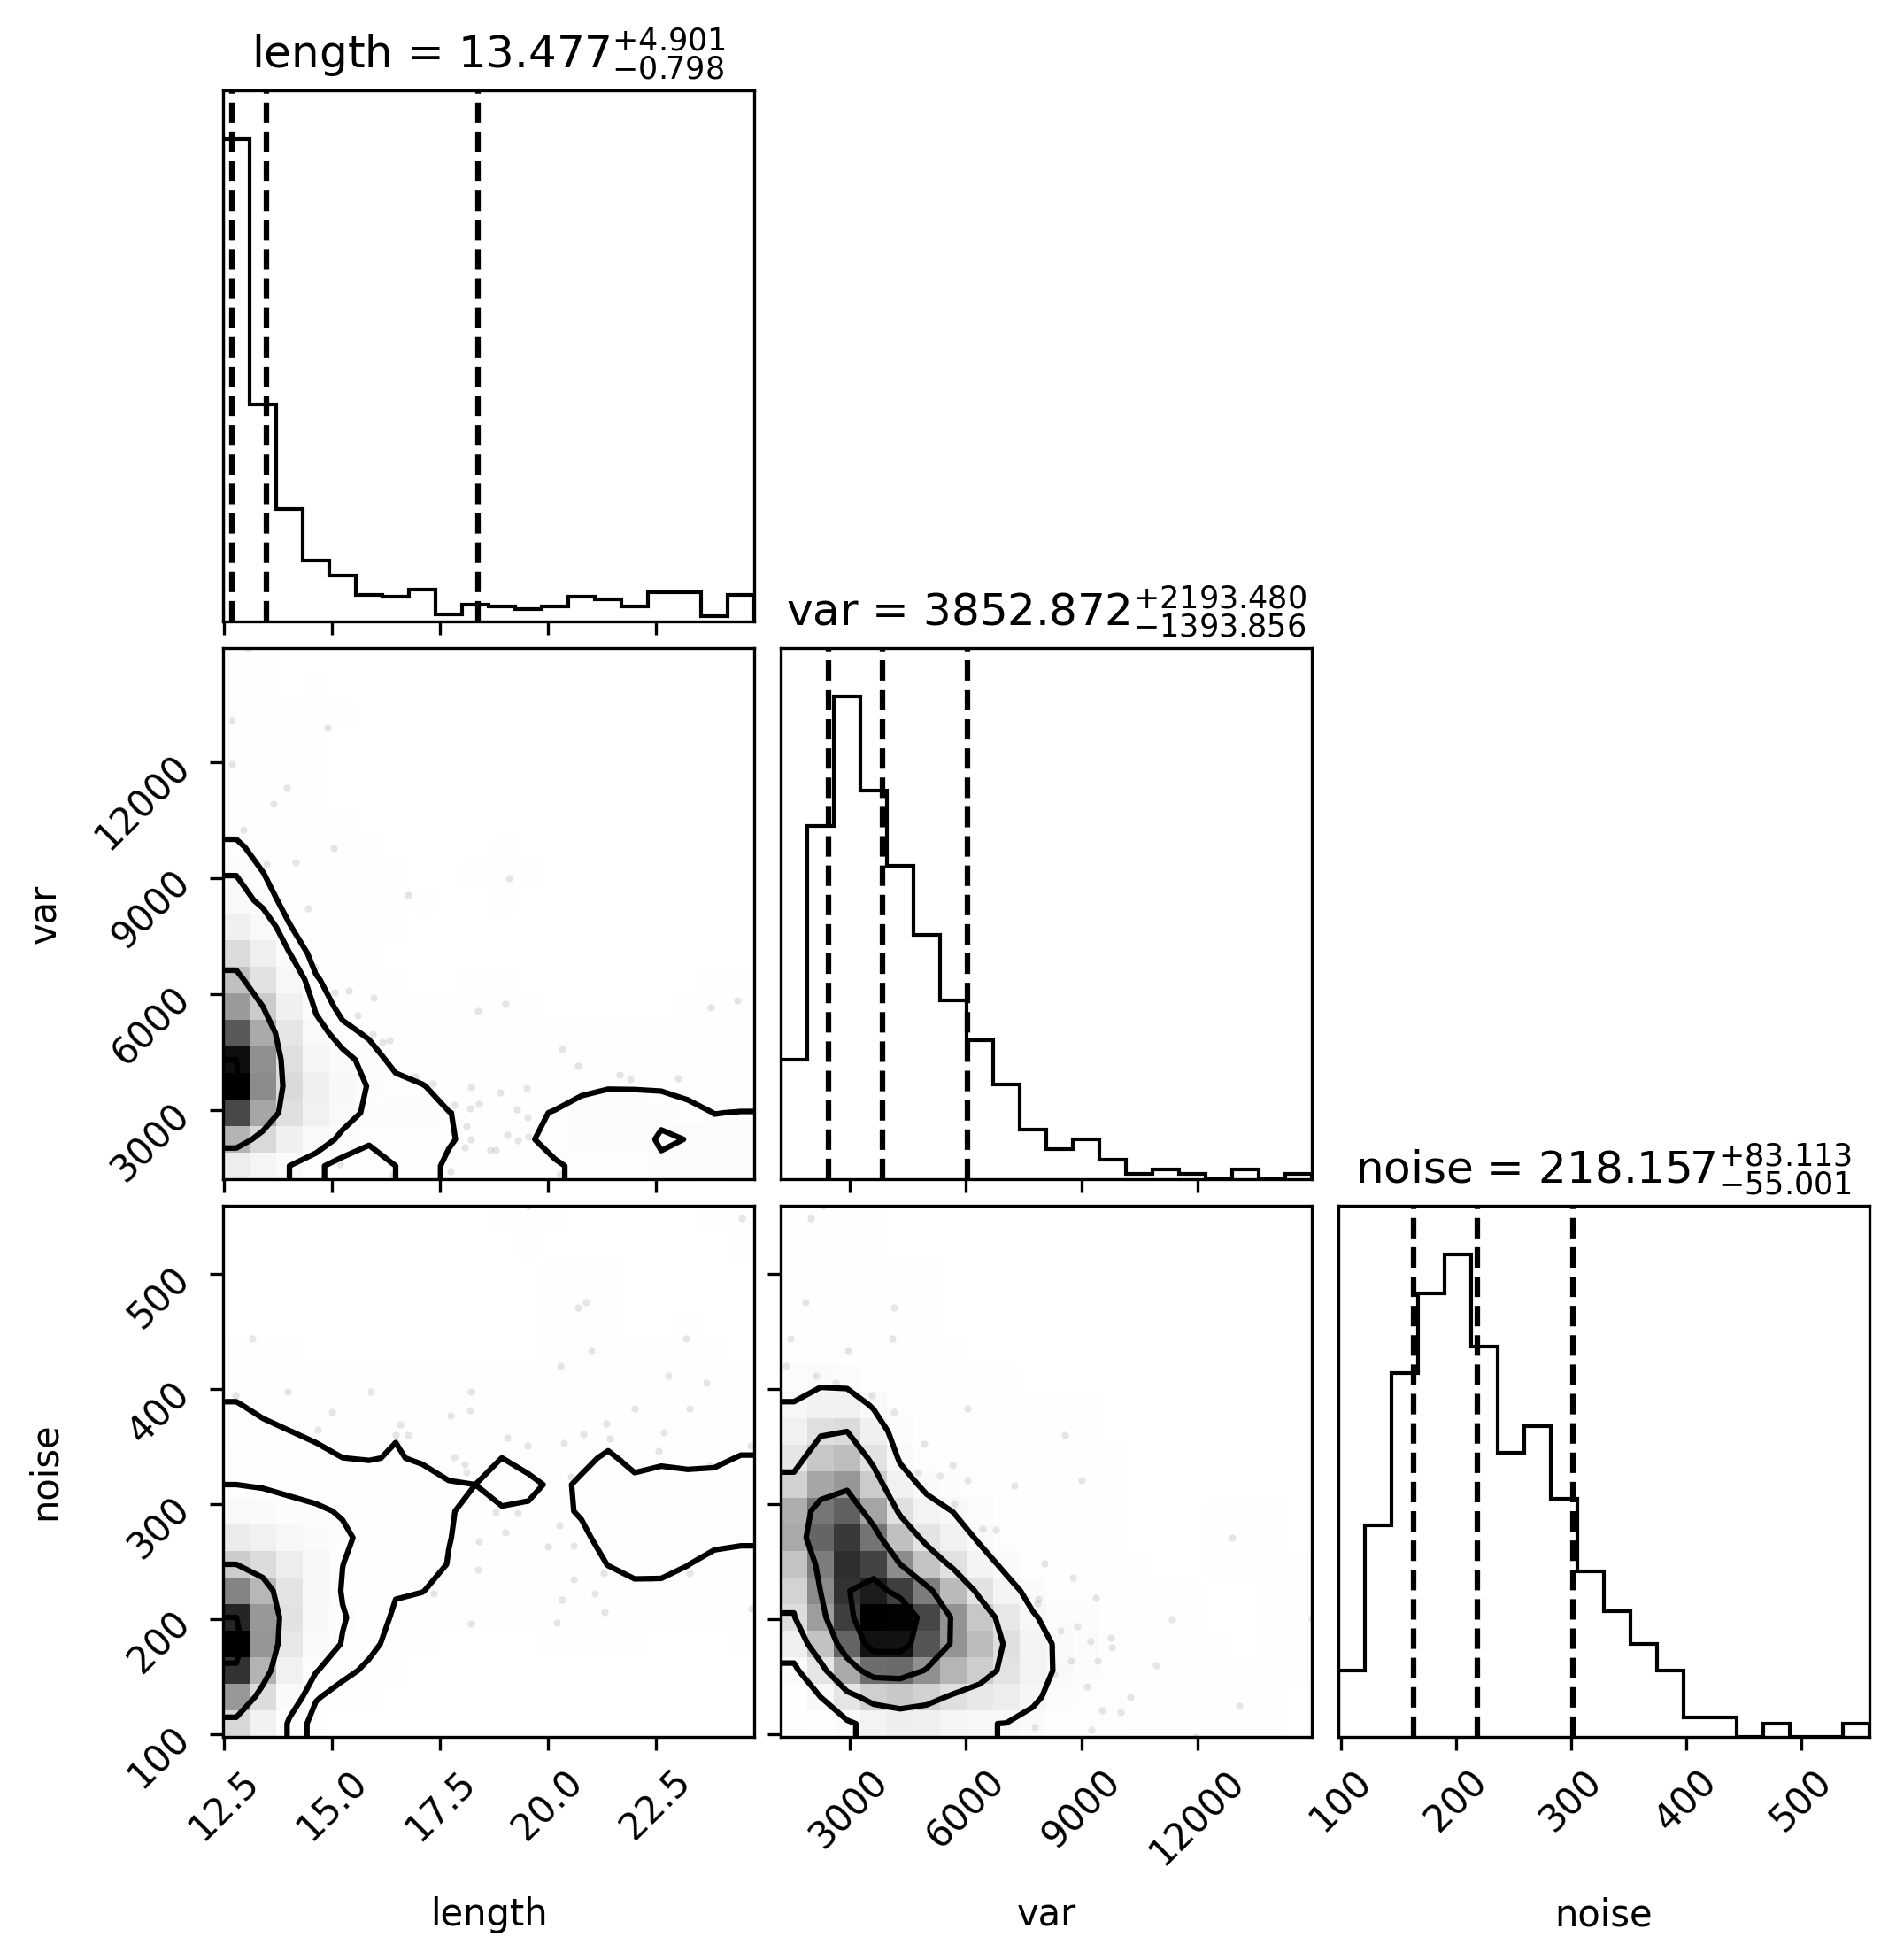 length = 13.477+4.901−0.798
var = 3852.872+2193.480−1393.856
12000
9000
6000
3000
var
noise = 218.157+83.113−55.001
500
400
300
200
100
noise
12.5 15.0 17.5 20.0 22.5 3000 6000 9000 12000 100 200 300 400 500
length var noise